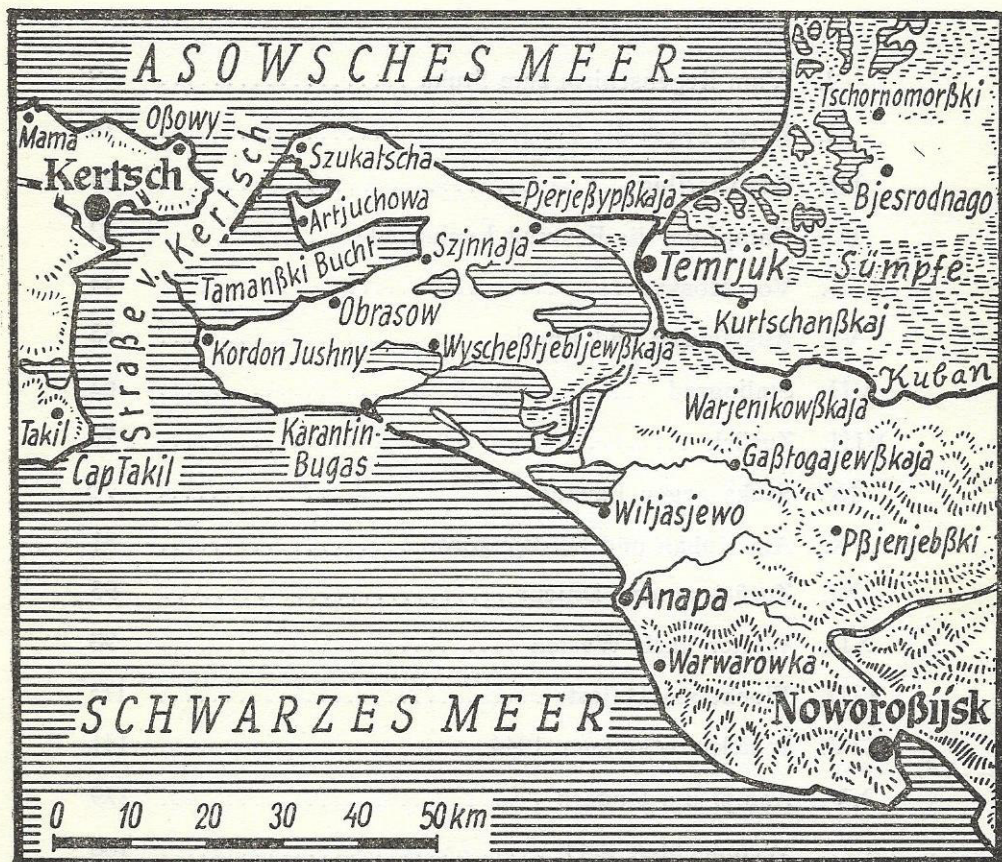 ASOWSCHES MEER
Tschornomorßki
Oßowy
Mama
Kertsch
Szukatscha
Bjesrodnago
Pjerjeßypßkaja
Artjuchowa
Szjnnaja
Temrjuk
Sümpfe
Tamanßki Bucht
Straße v. Kertsch
Obrasow
Kurtschanßkaj
Kordon Jushny
Wyscheßtjebljewßkaja
Kuban
Warjenikowßkaja
Takil
Cap Takil
Karantin-
Bugas
Gaßtogajewßkaja
Witjasjewo
Pßjenjebßki
Anapa
Warwarowka
SCHWARZES MEER
Noworoßijsk
0 10 20 30 40 50 km